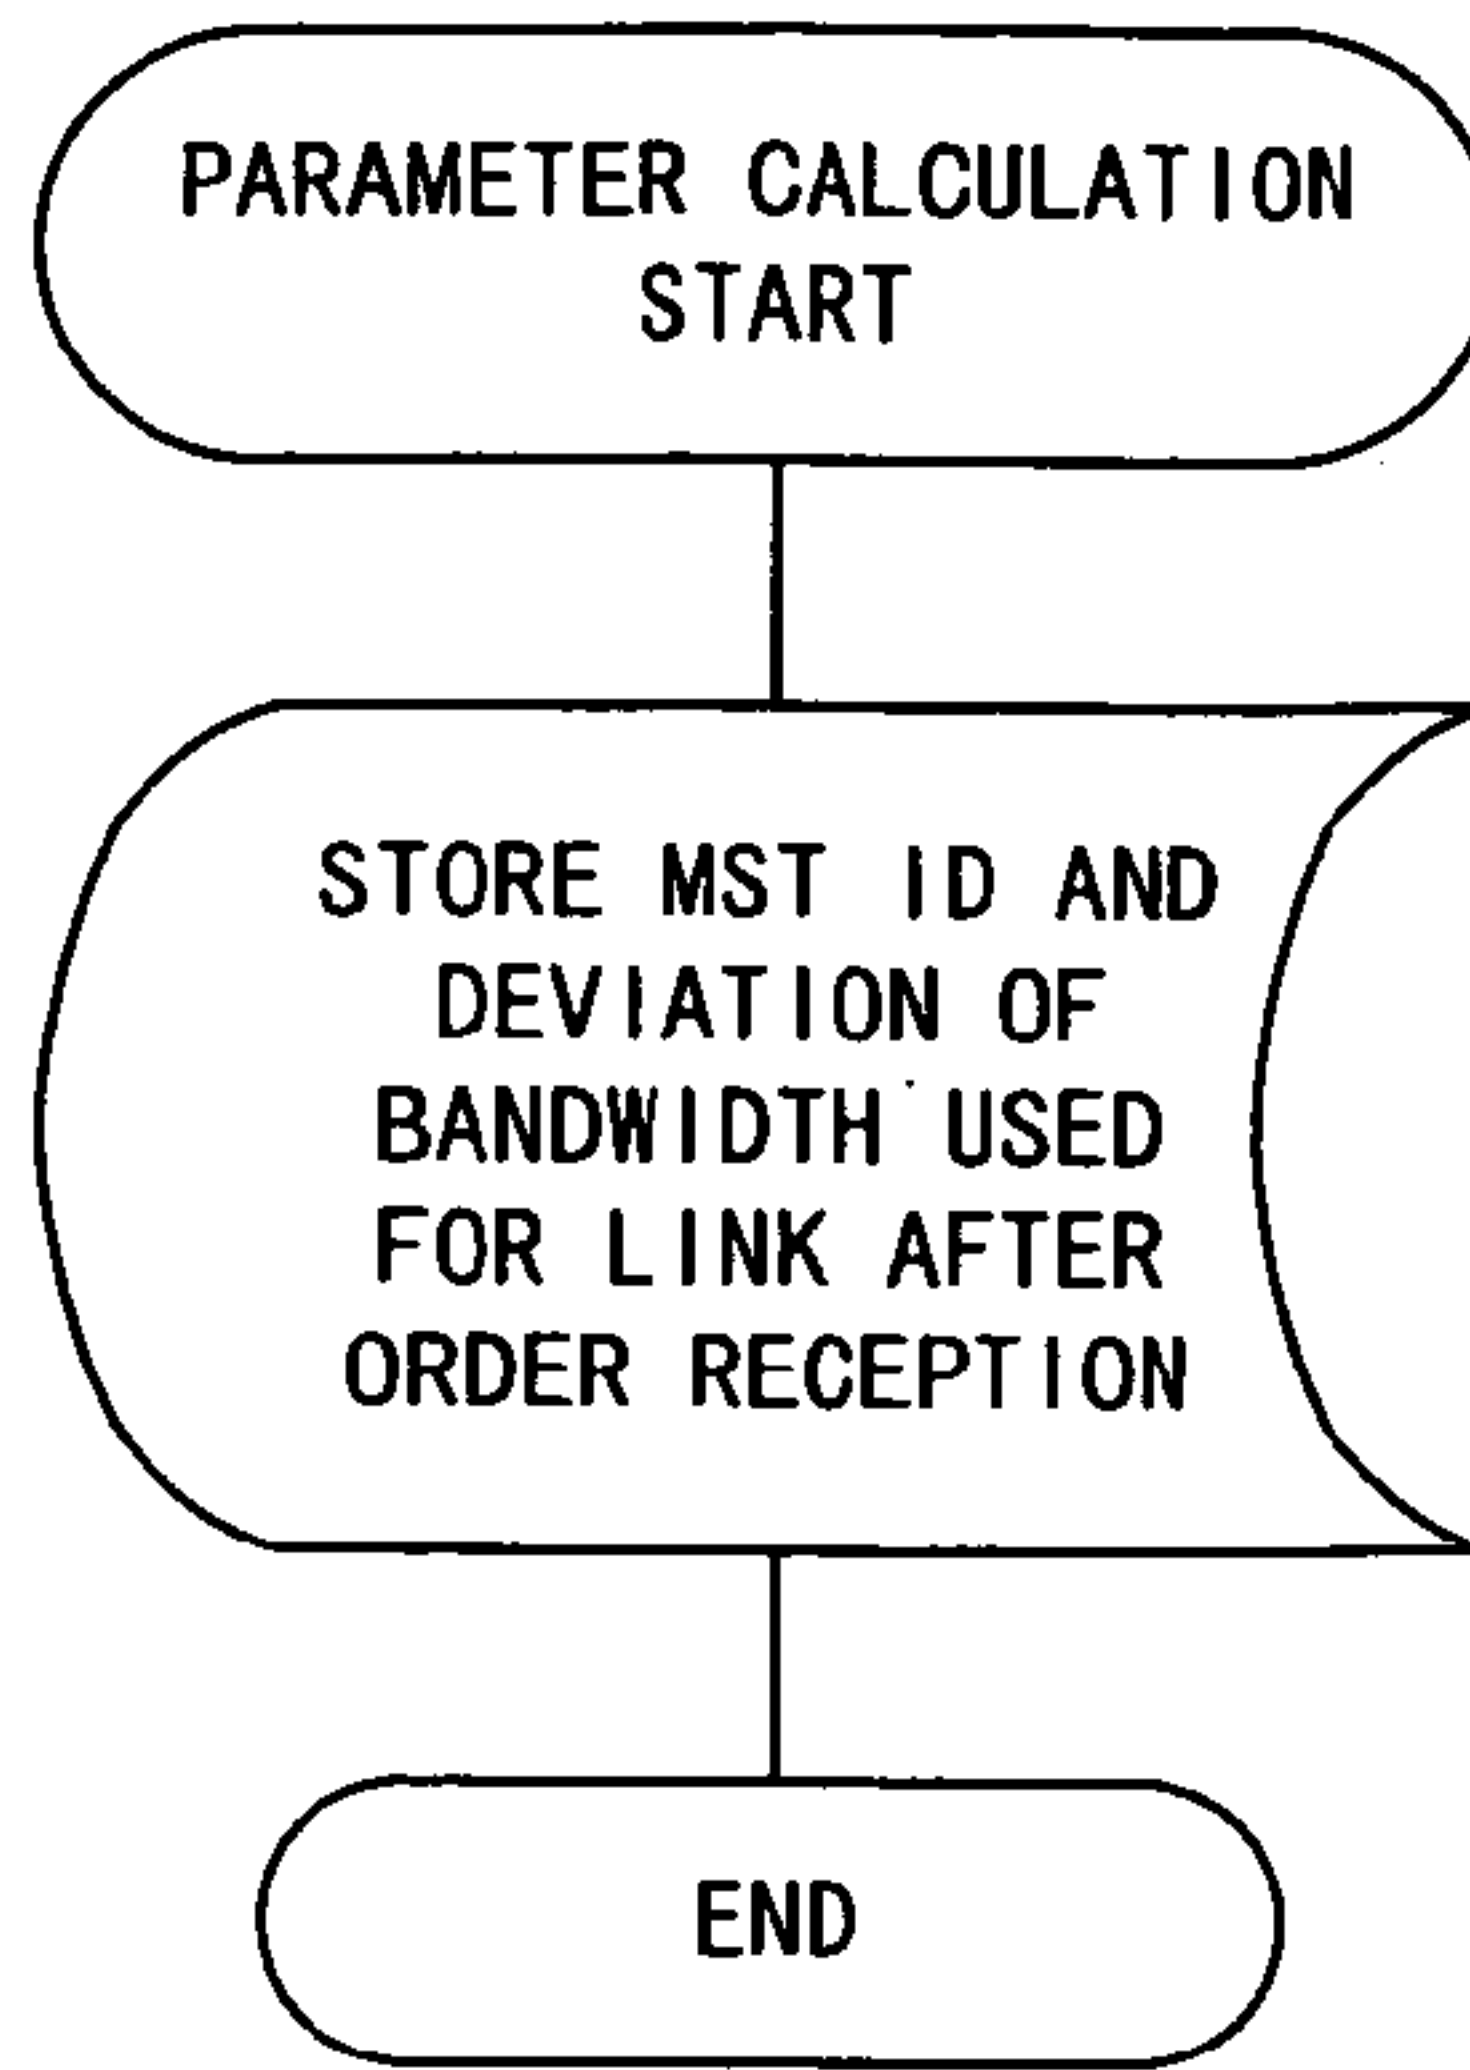 PARAMETER CALCULATION
START
STORE MST ID AND
DEVIATION OF
BANDWIDTH USED
FOR LINK AFTER
ORDER RECEPTION
END